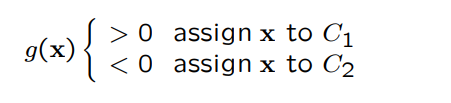 g(x) { > 0 assign x to C₁
< 0 assign x to C₂